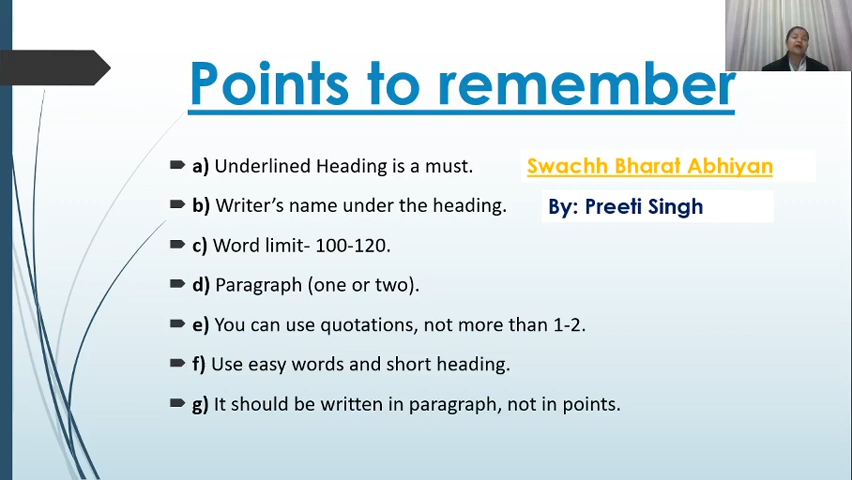 Points to remember
a) Underlined Heading is a must. Swachh Bharat Abhiyan
b) Writer's name under the heading. By: Preeti Singh
c) Word limit- 100-120.
d) Paragraph (one or two).
e) You can use quotations, not more than 1-2.
f) Use easy words and short heading.
g) It should be written in paragraph, not in points.